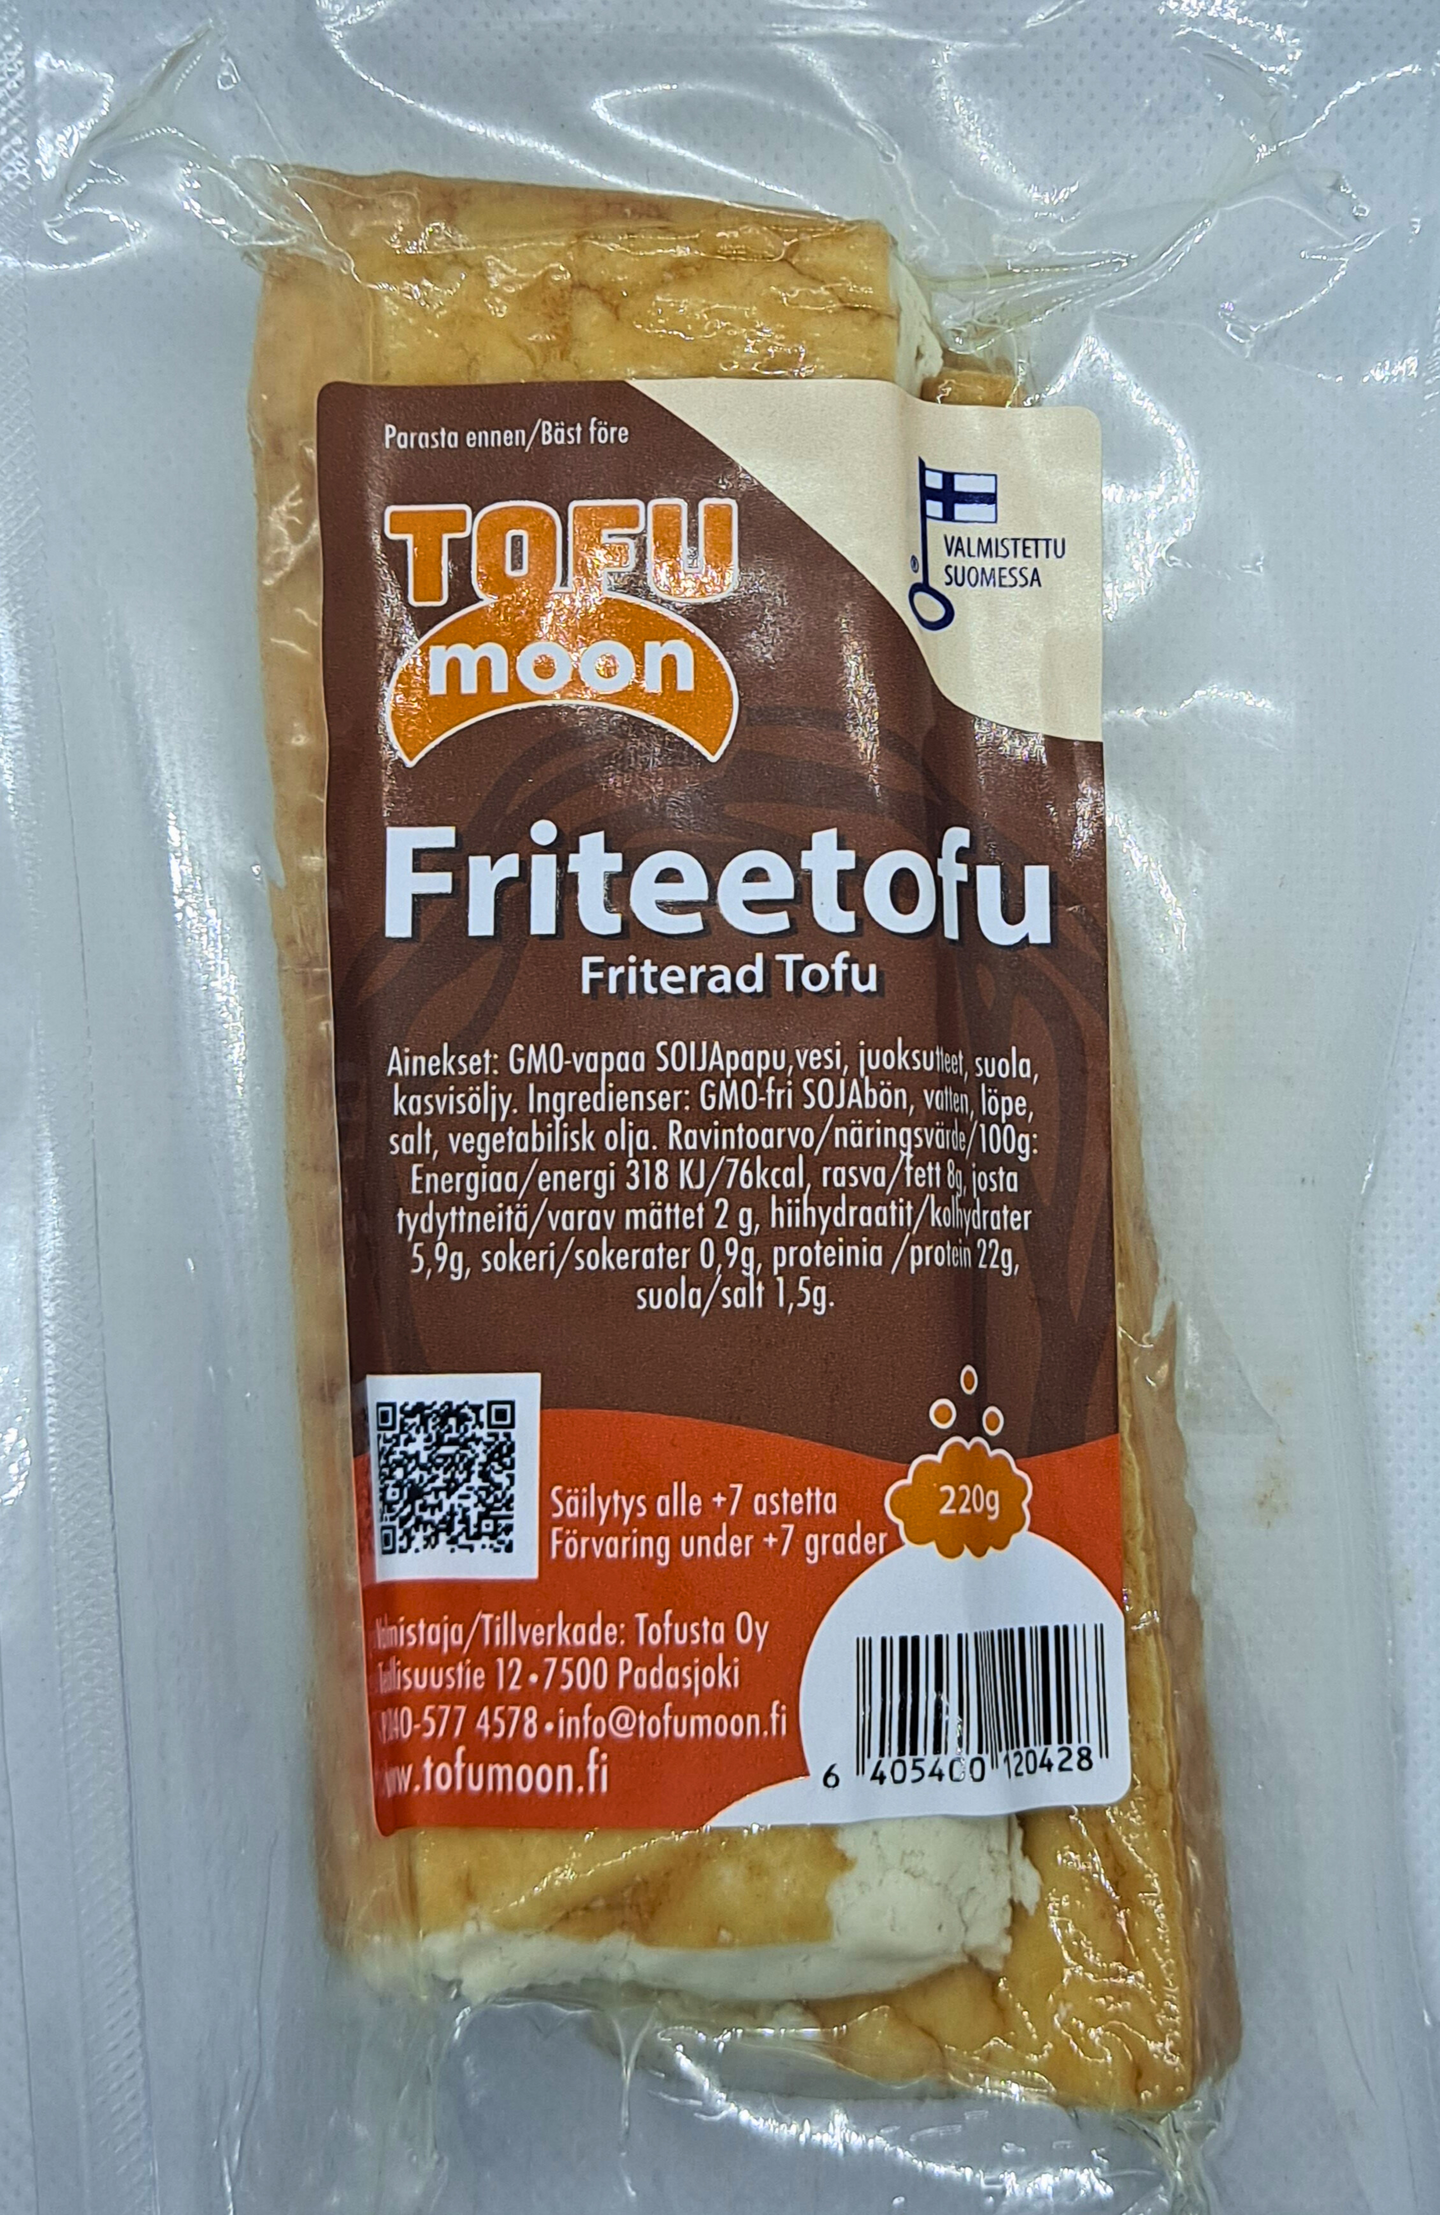 Parasta ennen/Bäst före
TOFU
moon
VALMISTETTU
SUOMESSA
Friteetofu
Friterad Tofu
Ainekset: GMO-vapaa SOIJApapu,vesi, juoksutteet, suola,
kasvisöljy. Ingredienser: GMO-fri SOJAbön, vatten, löpe,
salt, vegetabilisk olja. Ravintoarvo/näringsvärde/100g:
Energiaa/energi 318 KJ/76kcal, rasva/fett 8g, josta
tydyttneitä/varav mättet 2 g, hiihydraatit/kolhydrater
5,9g, sokeri/sokerater 0,9g, proteinia /protein 22g,
suola/salt 1,5g.
220g
Säilytys alle +7 astetta
Förvaring under +7 grader
Valmistaja/Tillverkade: Tofusta Oy
12•7500 Padasjoki
577 4578•info@tofumoon.fi
www.tofumoon.fi
6 405400 120428